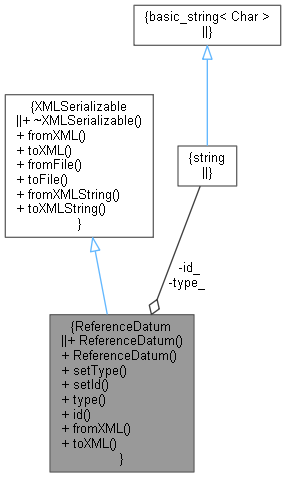 {basic_string< Char >
||}
{XMLSerializable
||+ ~XMLSerializable()
+ fromXML()
+ toXML()
+ fromFile()
+ toFile()
+ fromXMLString()
+ toXMLString()
}
{string
||}
-id_
-type_
{ReferenceDatum
||+ ReferenceDatum()
+ ReferenceDatum()
+ setType()
+ setId()
+ type()
+ id()
+ fromXML()
+ toXML()
}